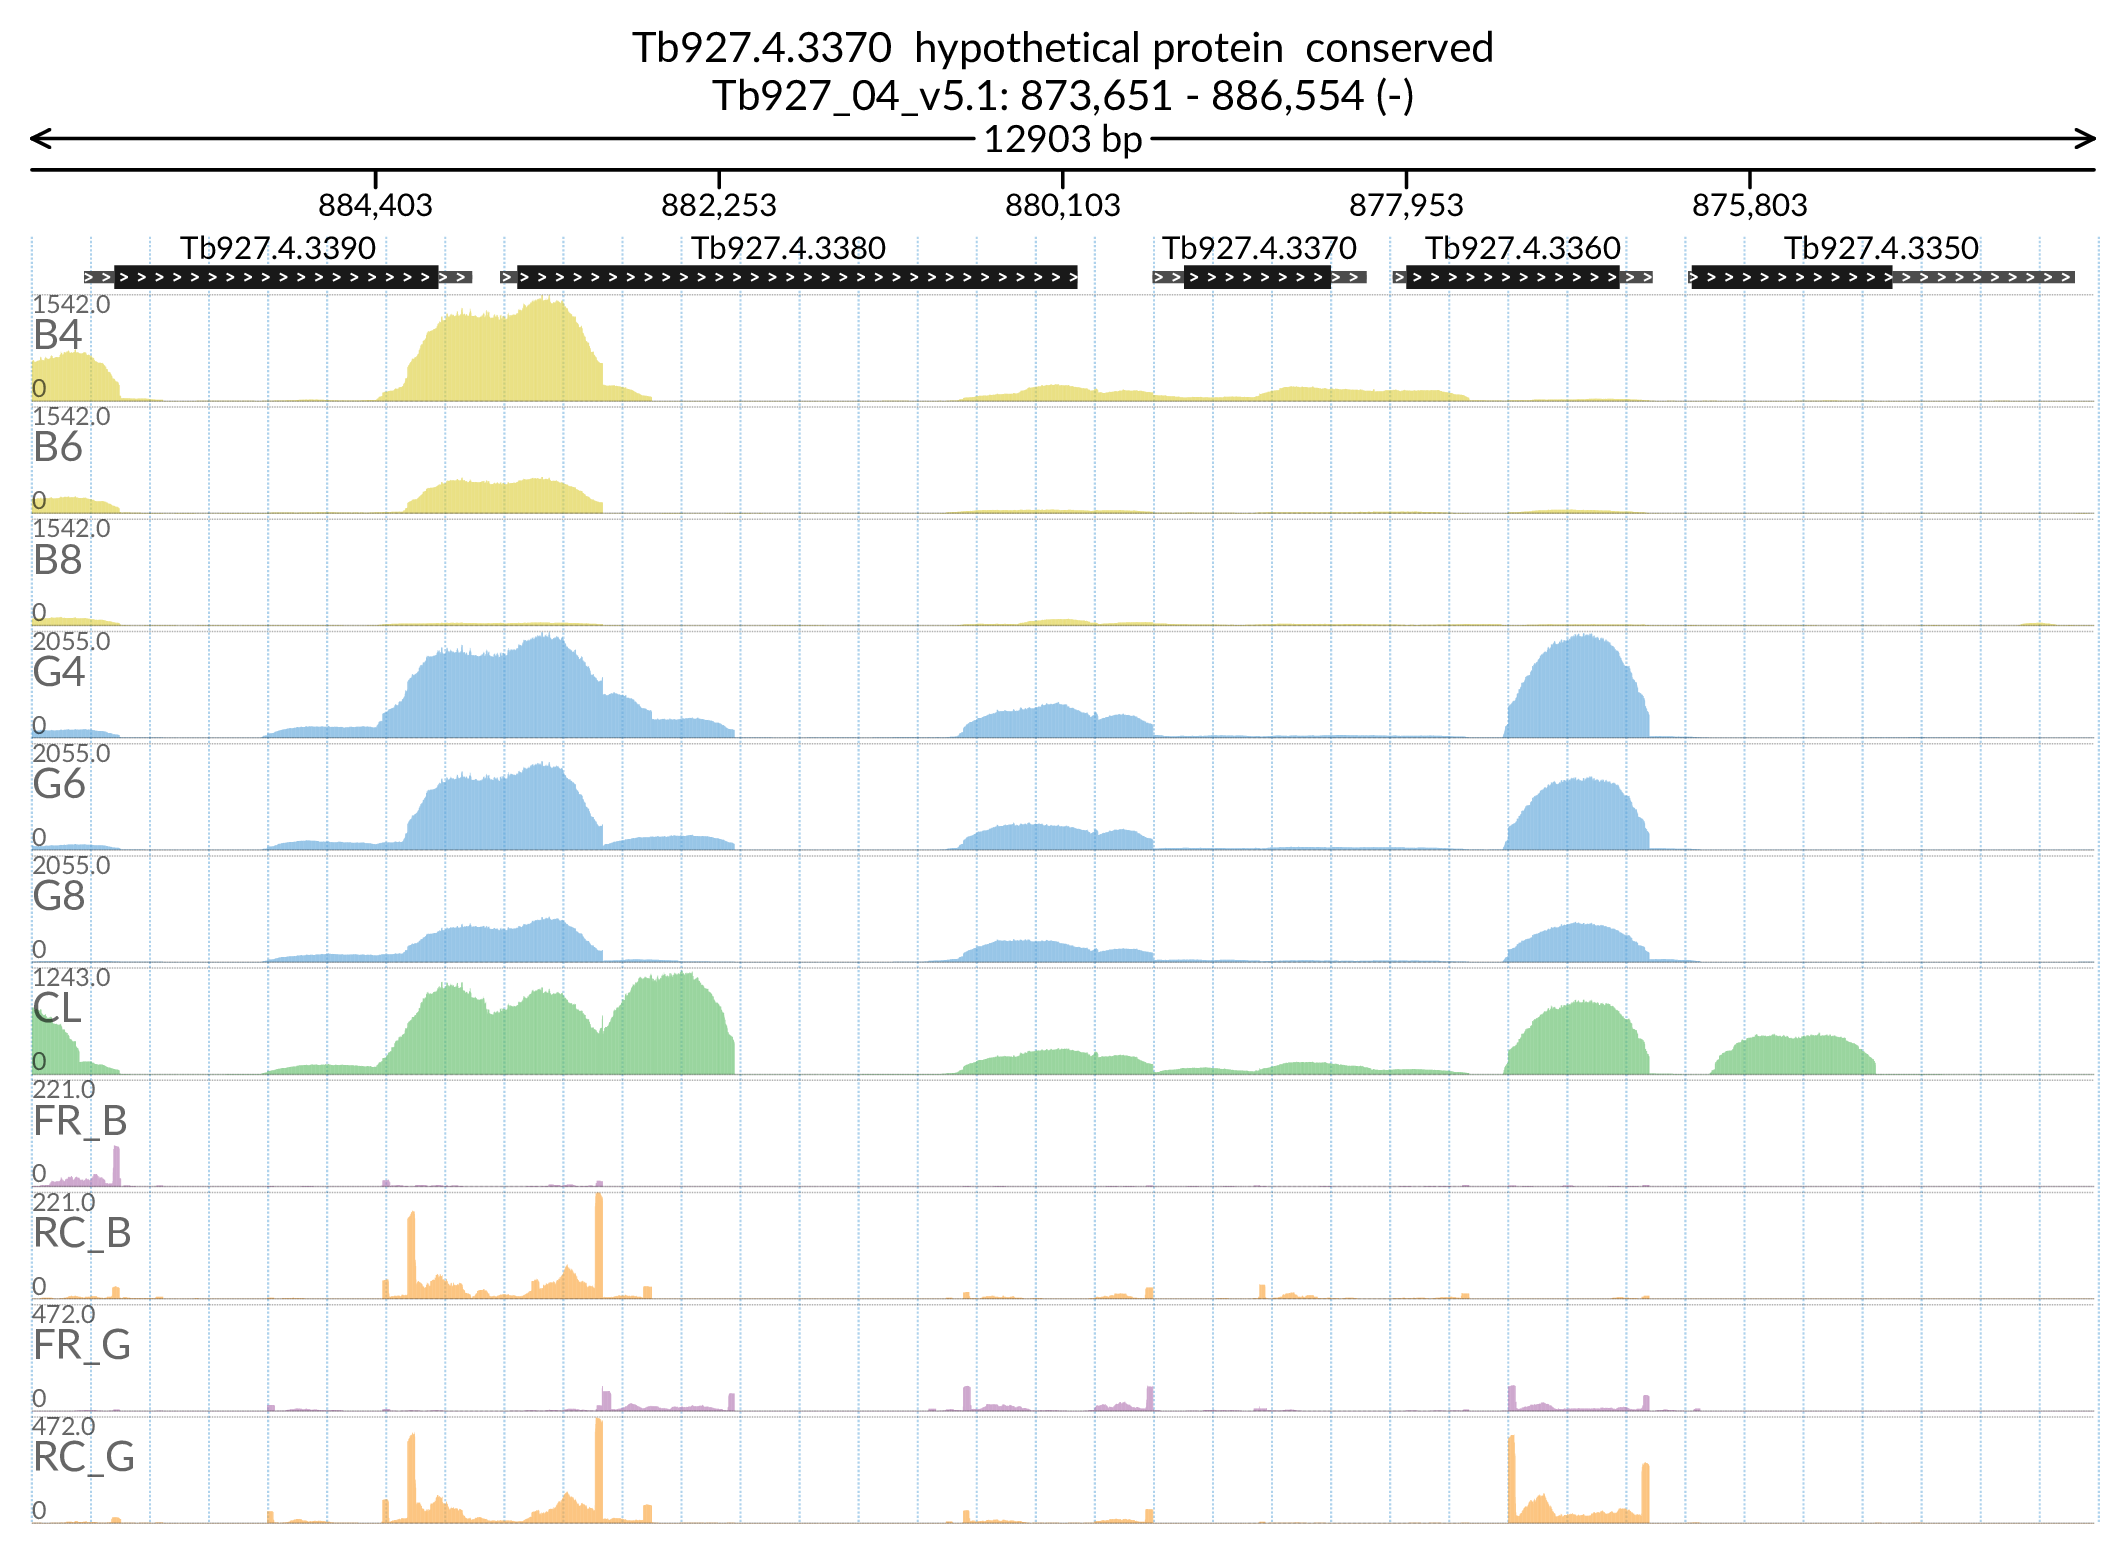 Tb927.4.3370  hypothetical protein  conserved
Tb927_04_v5.1: 873,651 - 886,554 (-)
12903 bp
884,403 882,253 880,103 877,953 875,803
Tb927.4.3390 Tb927.4.3380 Tb927.4.3370 Tb927.4.3360 Tb927.4.3350
1542.0
B4
0
1542.0
B6
0
1542.0
B8
0
2055.0
G4
0
2055.0
G6
0
2055.0
G8
0
1243.0
CL
0
221.0
FR_B
0
221.0
RC_B
0
472.0
FR_G
0
472.0
RC_G
0